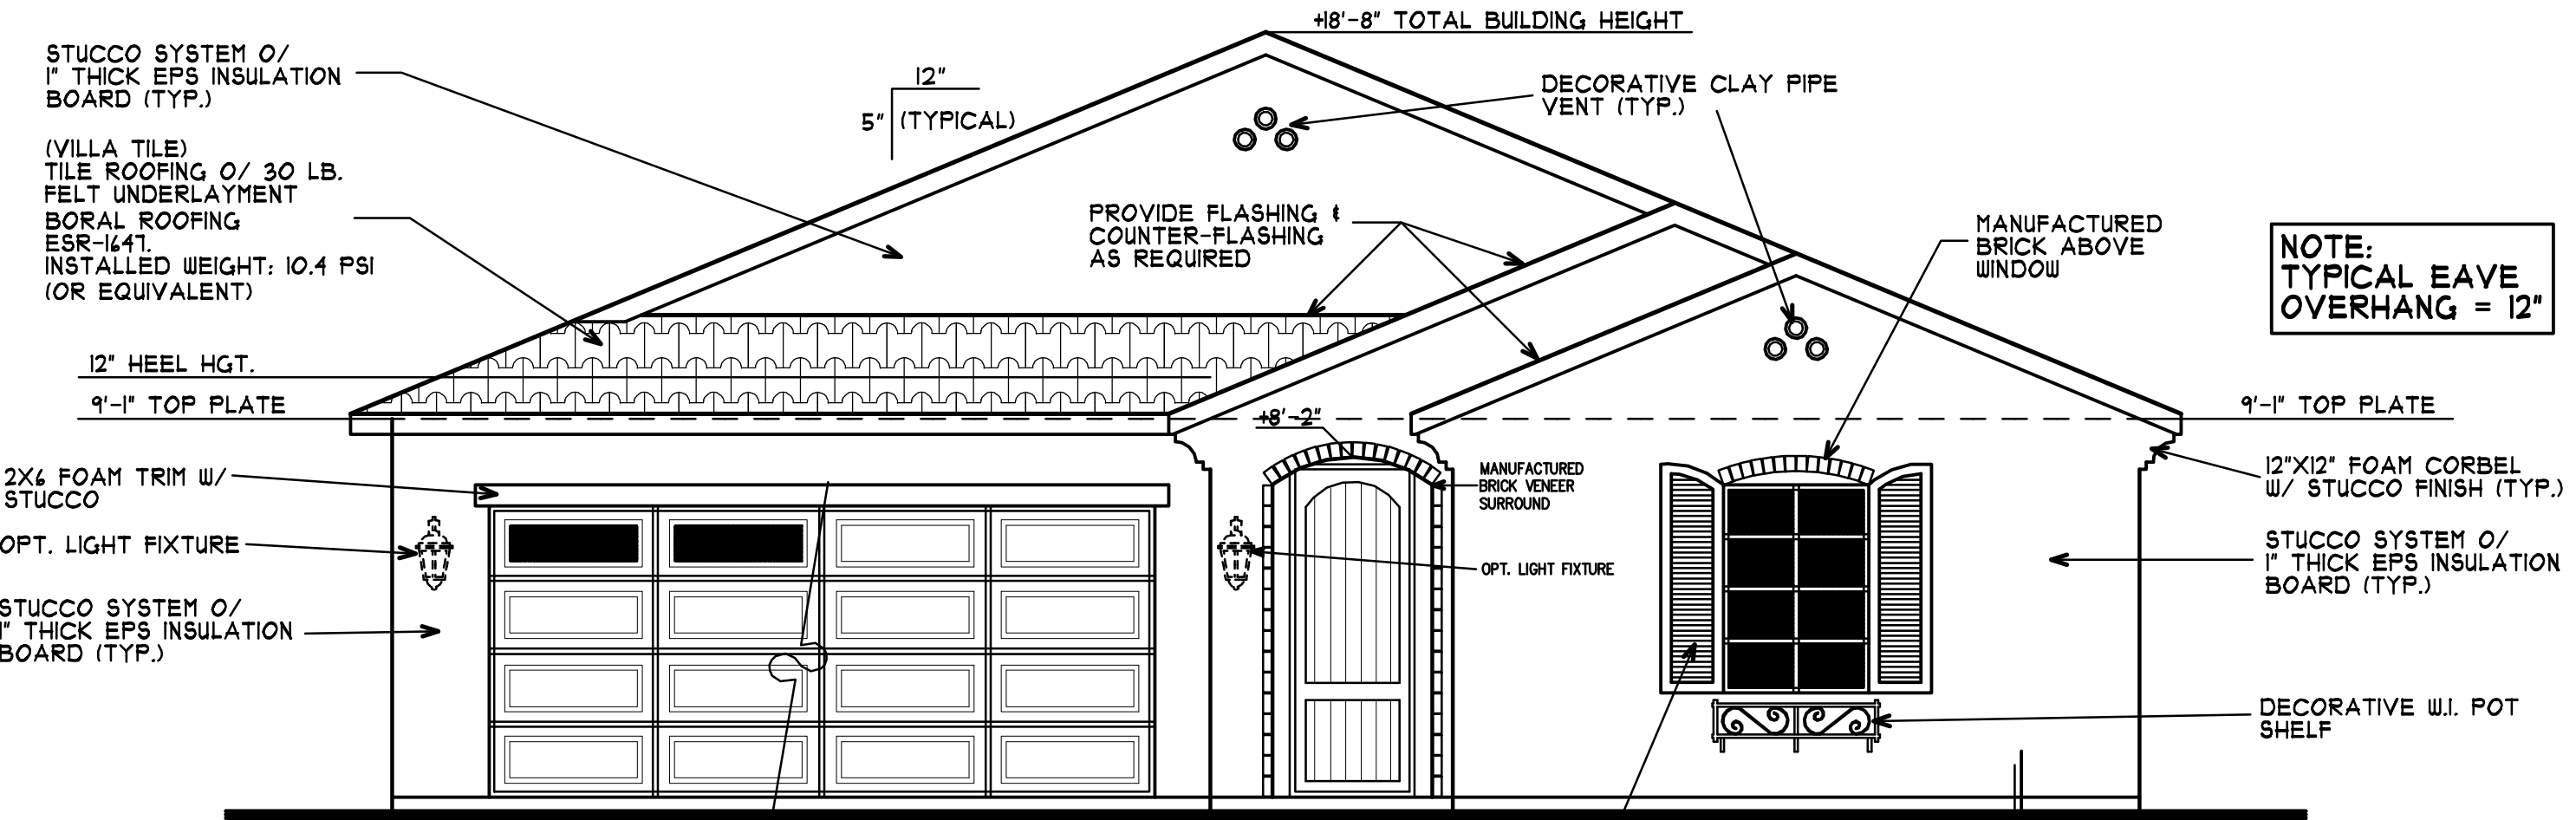 +18'-8" TOTAL BUILDING HEIGHT
STUCCO SYSTEM O/
1" THICK EPS INSULATION
BOARD (TYP.)
12"
5" (TYPICAL)
DECORATIVE CLAY PIPE
VENT (TYP.)
(VILLA TILE)
TILE ROOFING O/ 30 LB.
FELT UNDERLAYMENT
BORAL ROOFING
ESR-1647.
INSTALLED WEIGHT: 10.4 PSI
(OR EQUIVALENT)
PROVIDE FLASHING &
COUNTER-FLASHING
AS REQUIRED
MANUFACTURED
BRICK ABOVE
WINDOW
NOTE:
TYPICAL EAVE
OVERHANG = 12"
12" HEEL HGT.
9'-1" TOP PLATE
+8'-2"
9'-1" TOP PLATE
2X6 FOAM TRIM W/
STUCCO
MANUFACTURED
BRICK VENEER
SURROUND
12"X12" FOAM CORBEL
W/ STUCCO FINISH (TYP.)
OPT. LIGHT FIXTURE
OPT. LIGHT FIXTURE
STUCCO SYSTEM O/
1" THICK EPS INSULATION
BOARD (TYP.)
STUCCO SYSTEM O/
1" THICK EPS INSULATION
BOARD (TYP.)
DECORATIVE W.I. POT
SHELF